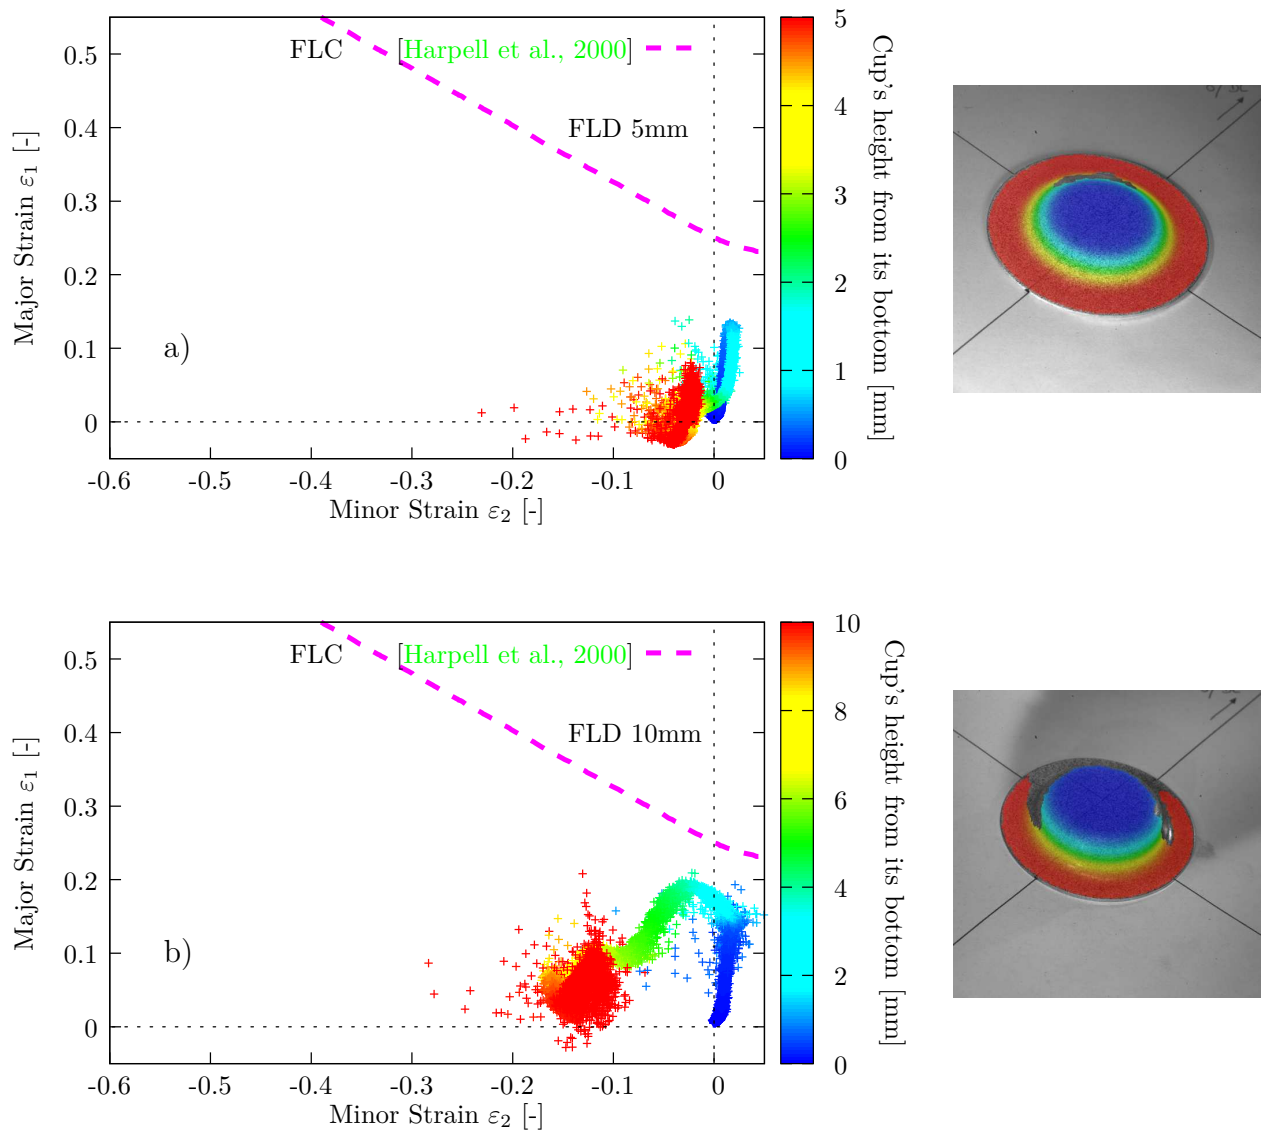 0.5
0.4
0.3
0.2
0.1
0
Major Strain ε1 [-]
FLC [Harpell et al., 2000]
FLD 5mm
a)
-0.6 -0.5 -0.4 -0.3 -0.2 -0.1 0
Minor Strain ε2 [-]
5
4
3
2
1
0
Cup's height from its bottom [mm]
0.5
0.4
0.3
0.2
0.1
0
Major Strain ε1 [-]
FLC [Harpell et al., 2000]
FLD 10mm
b)
-0.6 -0.5 -0.4 -0.3 -0.2 -0.1 0
Minor Strain ε2 [-]
10
8
6
4
2
0
Cup's height from its bottom [mm]